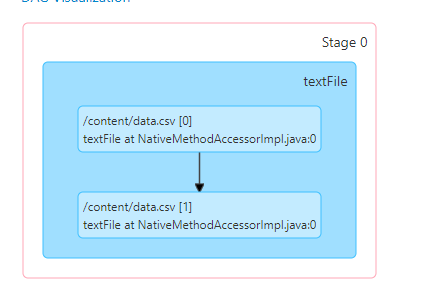 DAG Visualization
Stage 0
textFile
/content/data.csv [0]
textFile at NativeMethodAccessorImpl.java:0
/content/data.csv [1]
textFile at NativeMethodAccessorImpl.java:0